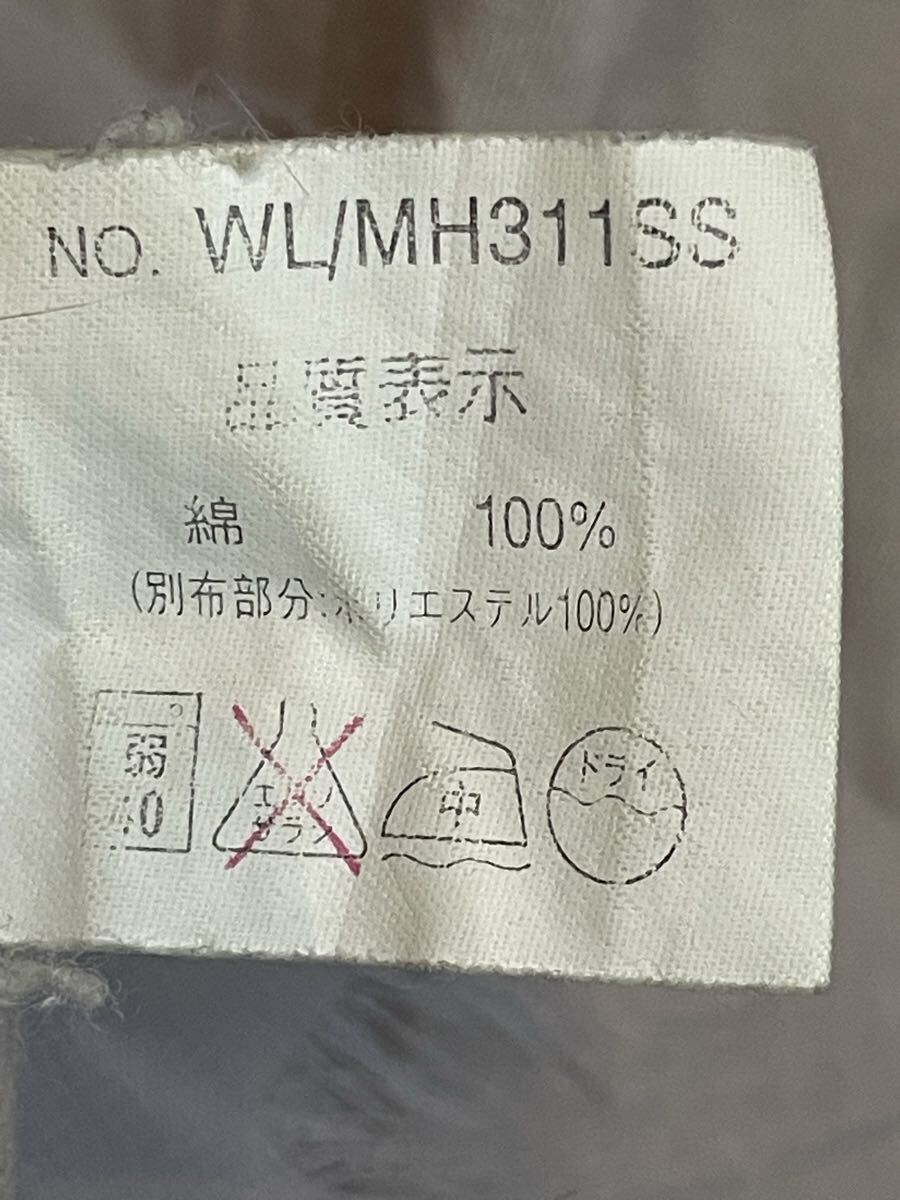 NO. WL/MH311SS
品質表示
綿 100%
(別布部分:ポリエステル100%)
弱
40
エンソ
サラシ
中
ドライ